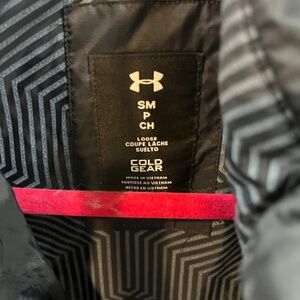 SM
P
CH
LOOSE
COUPE LÂCHE
SUELTO
COLD
GEAR
MADE IN VIETNAM
FABRIQUÉ AU VIETNAM
HECHO EN VIETNAM